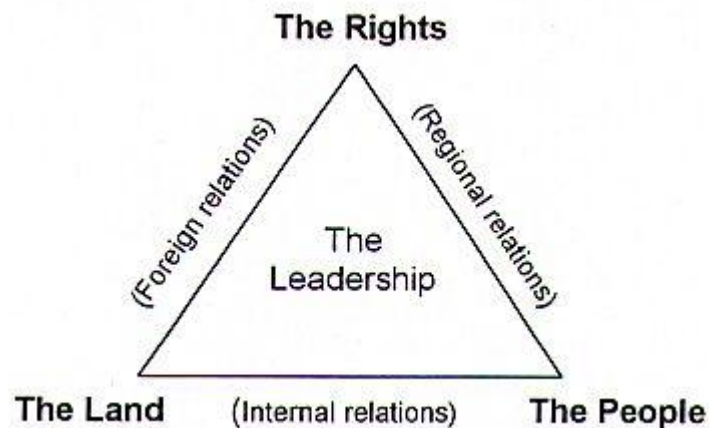 The Rights
(Foreign relations)
(Regional relations)
The
Leadership
The Land
(Internal relations)
The People